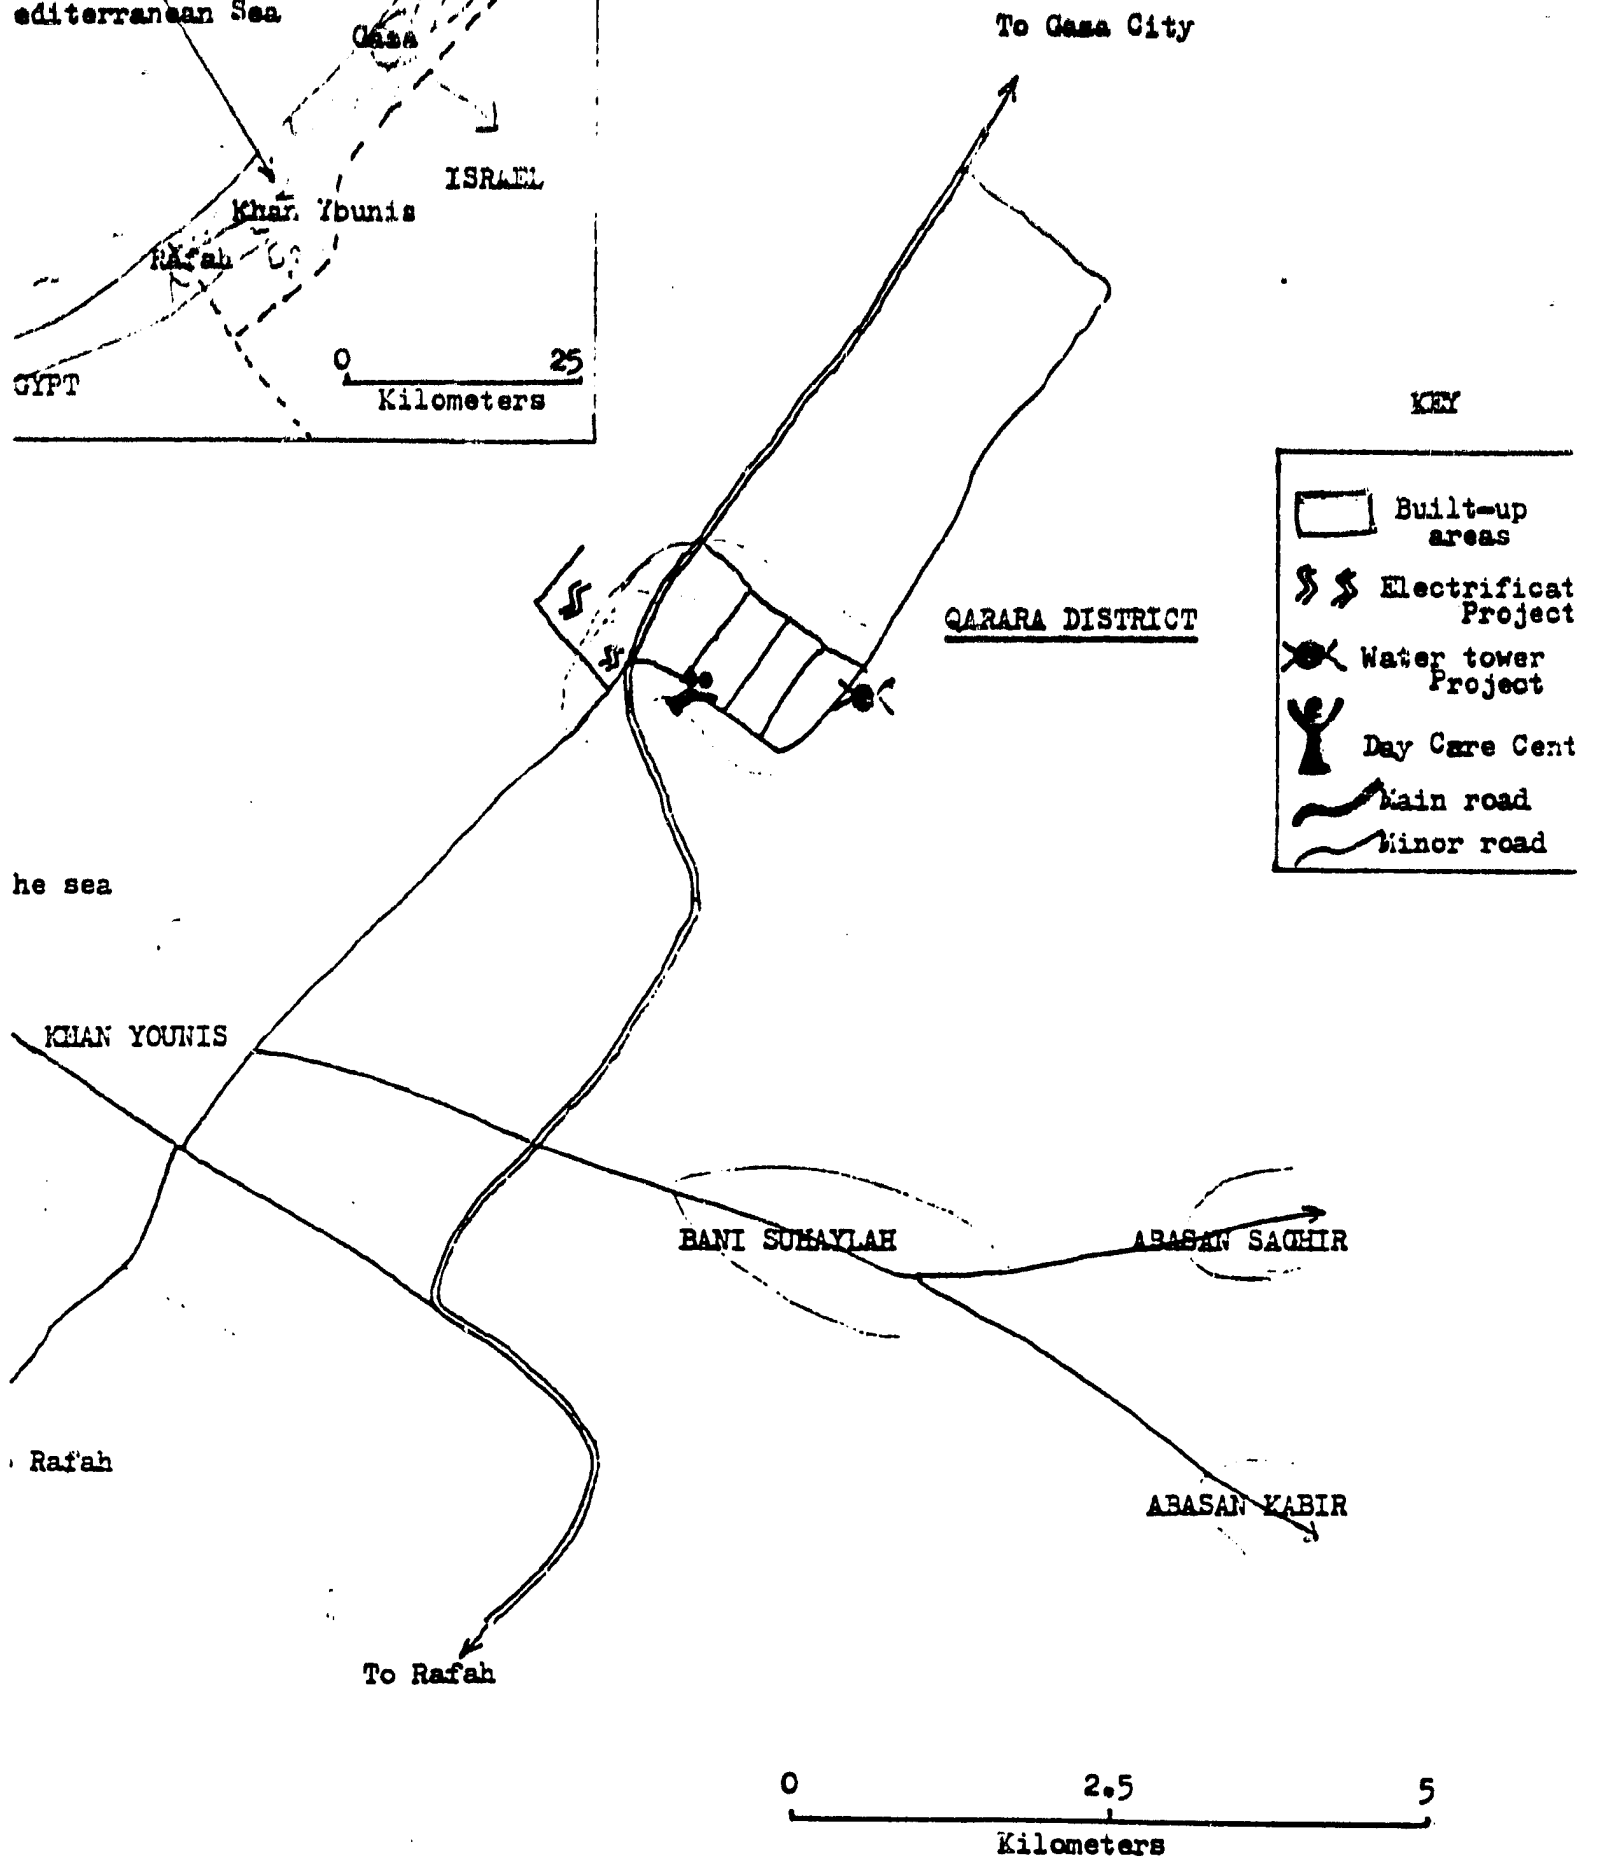 editerranean Sea
Gaza
ISRAEL
Khan Younis
Rafah
GYPT
0 25
Kilometers
To Gaza City
KEY
Built-up
areas
Electrificat
Project
Water tower
Project
Day Care Cent
Main road
Minor road
QARARA DISTRICT
he sea
KHAN YOUNIS
BANI SUHAYLAH
ABASAN SAGHIR
Rafah
ABASAN KABIR
To Rafah
0 2.5 5
Kilometers